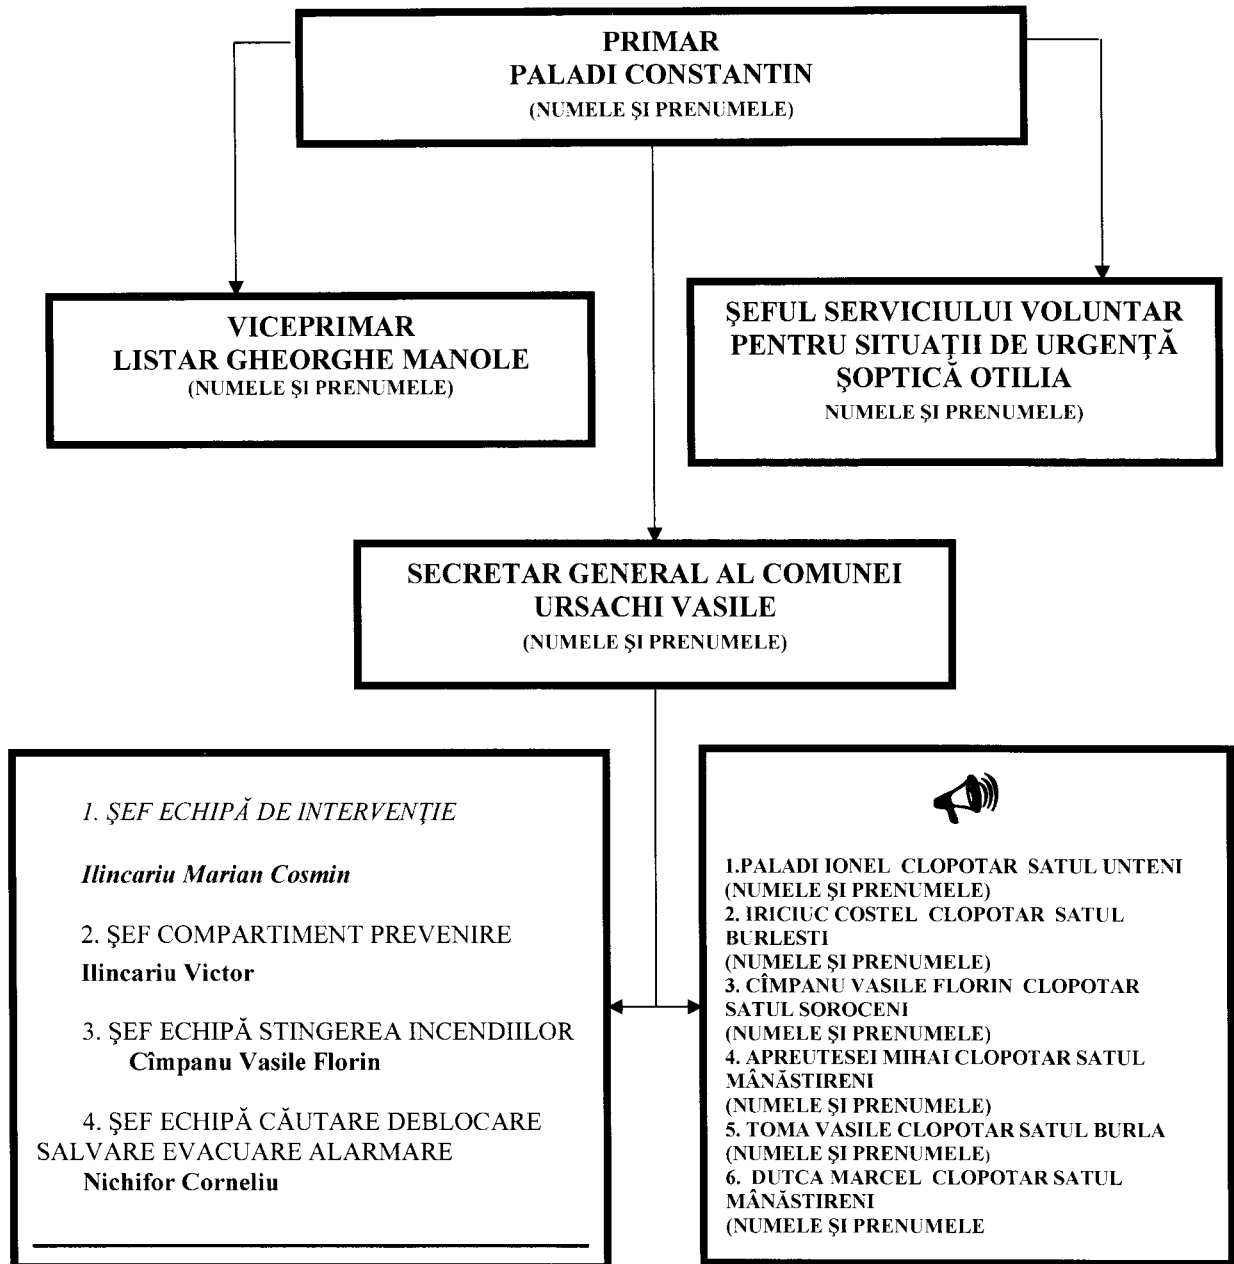 PRIMAR
PALADI CONSTANTIN
(NUMELE ŞI PRENUMELE)
VICEPRIMAR
LISTAR GHEORGHE MANOLE
(NUMELE ŞI PRENUMELE)
ŞEFUL SERVICIULUI VOLUNTAR
PENTRU SITUAŢII DE URGENŢĂ
ŞOPTICĂ OTILIA
NUMELE ŞI PRENUMELE)
SECRETAR GENERAL AL COMUNEI
URSACHI VASILE
(NUMELE ŞI PRENUMELE)
1. ŞEF ECHIPĂ DE INTERVENŢIE
Ilincariu Marian Cosmin
2. ŞEF COMPARTIMENT PREVENIRE
Ilincariu Victor
3. ŞEF ECHIPĂ STINGEREA INCENDIILOR
Cîmpanu Vasile Florin
4. ŞEF ECHIPĂ CĂUTARE DEBLOCARE
SALVARE EVACUARE ALARMARE
Nichifor Corneliu
1.PALADI IONEL CLOPOTAR SATUL UNTENI
(NUMELE ŞI PRENUMELE)
2. IRICIUC COSTEL CLOPOTAR SATUL
BURLESTI
(NUMELE ŞI PRENUMELE)
3. CÎMPANU VASILE FLORIN CLOPOTAR
SATUL SOROCENI
(NUMELE ŞI PRENUMELE)
4. APREUTESEI MIHAI CLOPOTAR SATUL
MÂNĂSTIRENI
(NUMELE ŞI PRENUMELE)
5. TOMA VASILE CLOPOTAR SATUL BURLA
(NUMELE ŞI PRENUMELE)
6. DUTCA MARCEL CLOPOTAR SATUL
MÂNĂSTIRENI
(NUMELE ŞI PRENUMELE